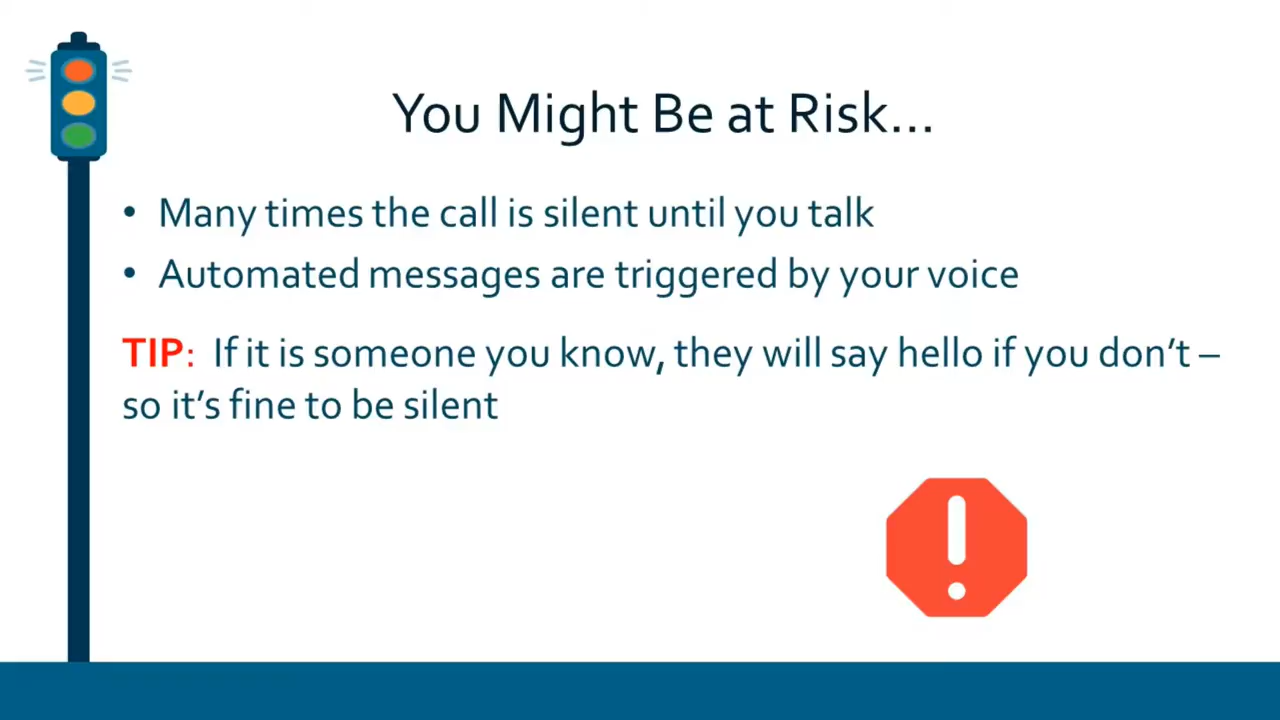 You Might Be at Risk...
• Many times the call is silent until you talk
• Automated messages are triggered by your voice
TIP:  If it is someone you know, they will say hello if you don’t –
so it’s fine to be silent